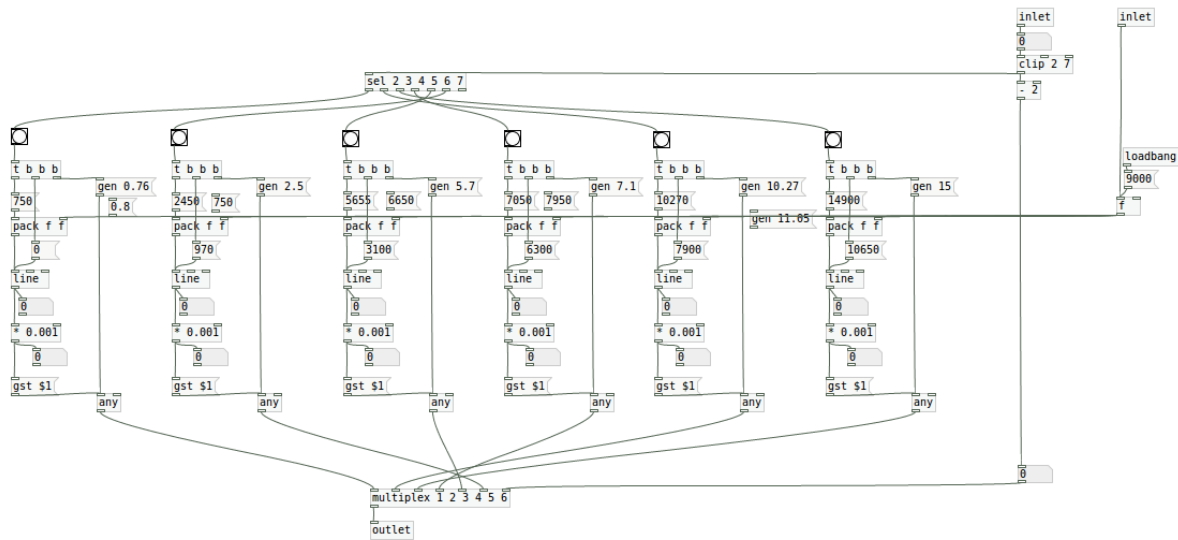 inlet inlet
0
clip 2 7
sel 2 3 4 5 6 7
- 2
t b b b t b b b t b b b t b b b t b b b t b b b
loadbang
9000
gen 0.76 gen 2.5 gen 5.7 gen 7.1 gen 10.27 gen 15
750 0.8 2450 750 5655 6650 7050 7950 10270 14900
f
gen 11.05
pack f f pack f f pack f f pack f f pack f f pack f f
0 970 3100 6300 7900 10650
line line line line line line
0 0 0 0 0 0
* 0.001 * 0.001 * 0.001 * 0.001 * 0.001 * 0.001
0 0 0 0 0 0
gst $1 gst $1 gst $1 gst $1 gst $1 gst $1
any any any any any any
0
multiplex 1 2 3 4 5 6
outlet